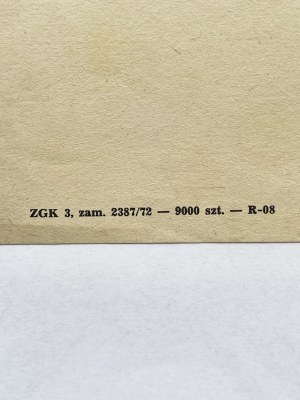 ZGK 3, zam. 2387/72 — 9000 szt. — R-08